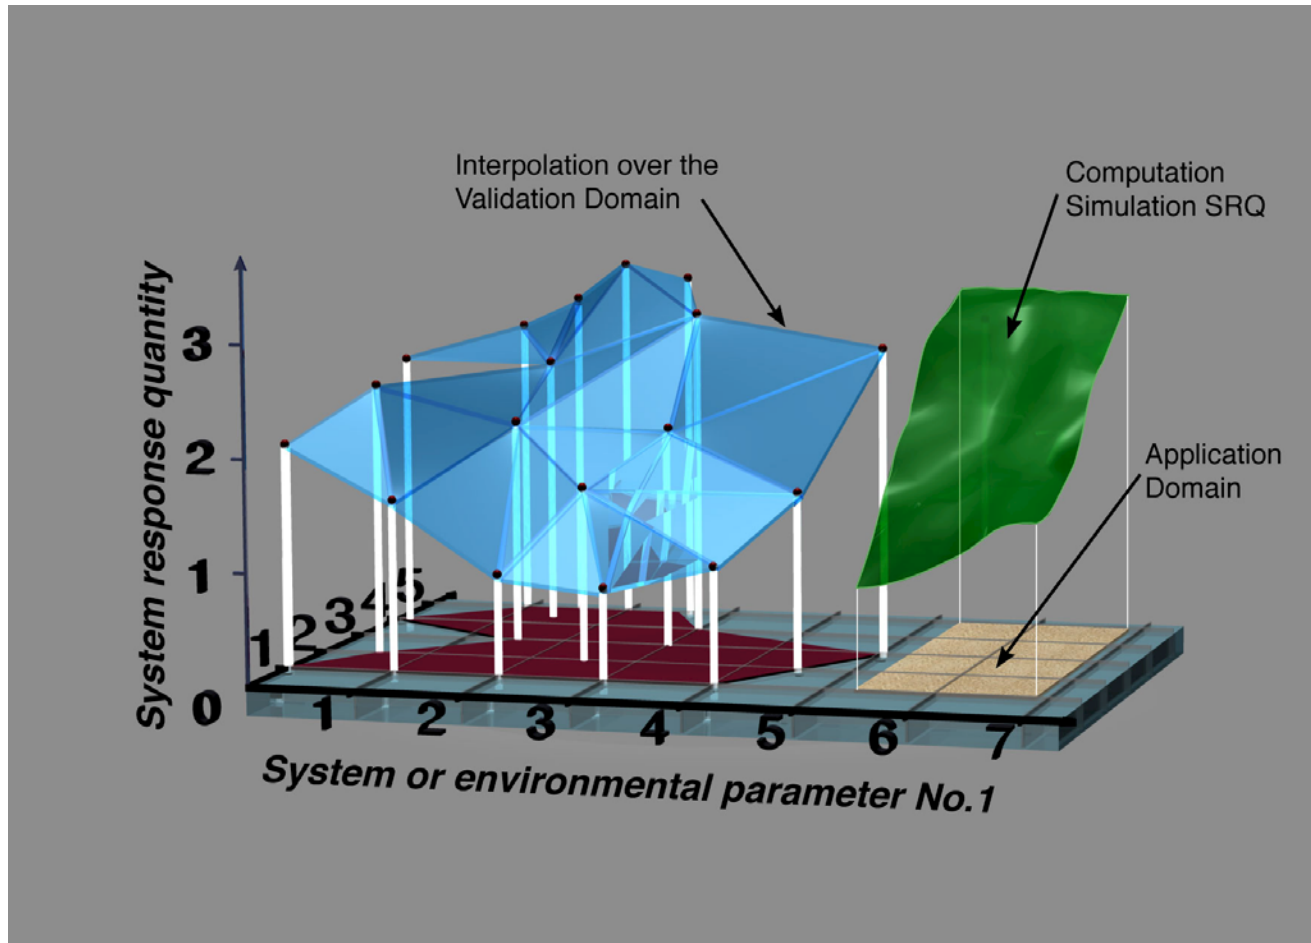 Interpolation over the
Validation Domain
Computation
Simulation SRQ
Application
Domain
System response quantity
3
2
1
0
1 2 3 4 5
1 2 3 4 5 6 7
System or environmental parameter No.1